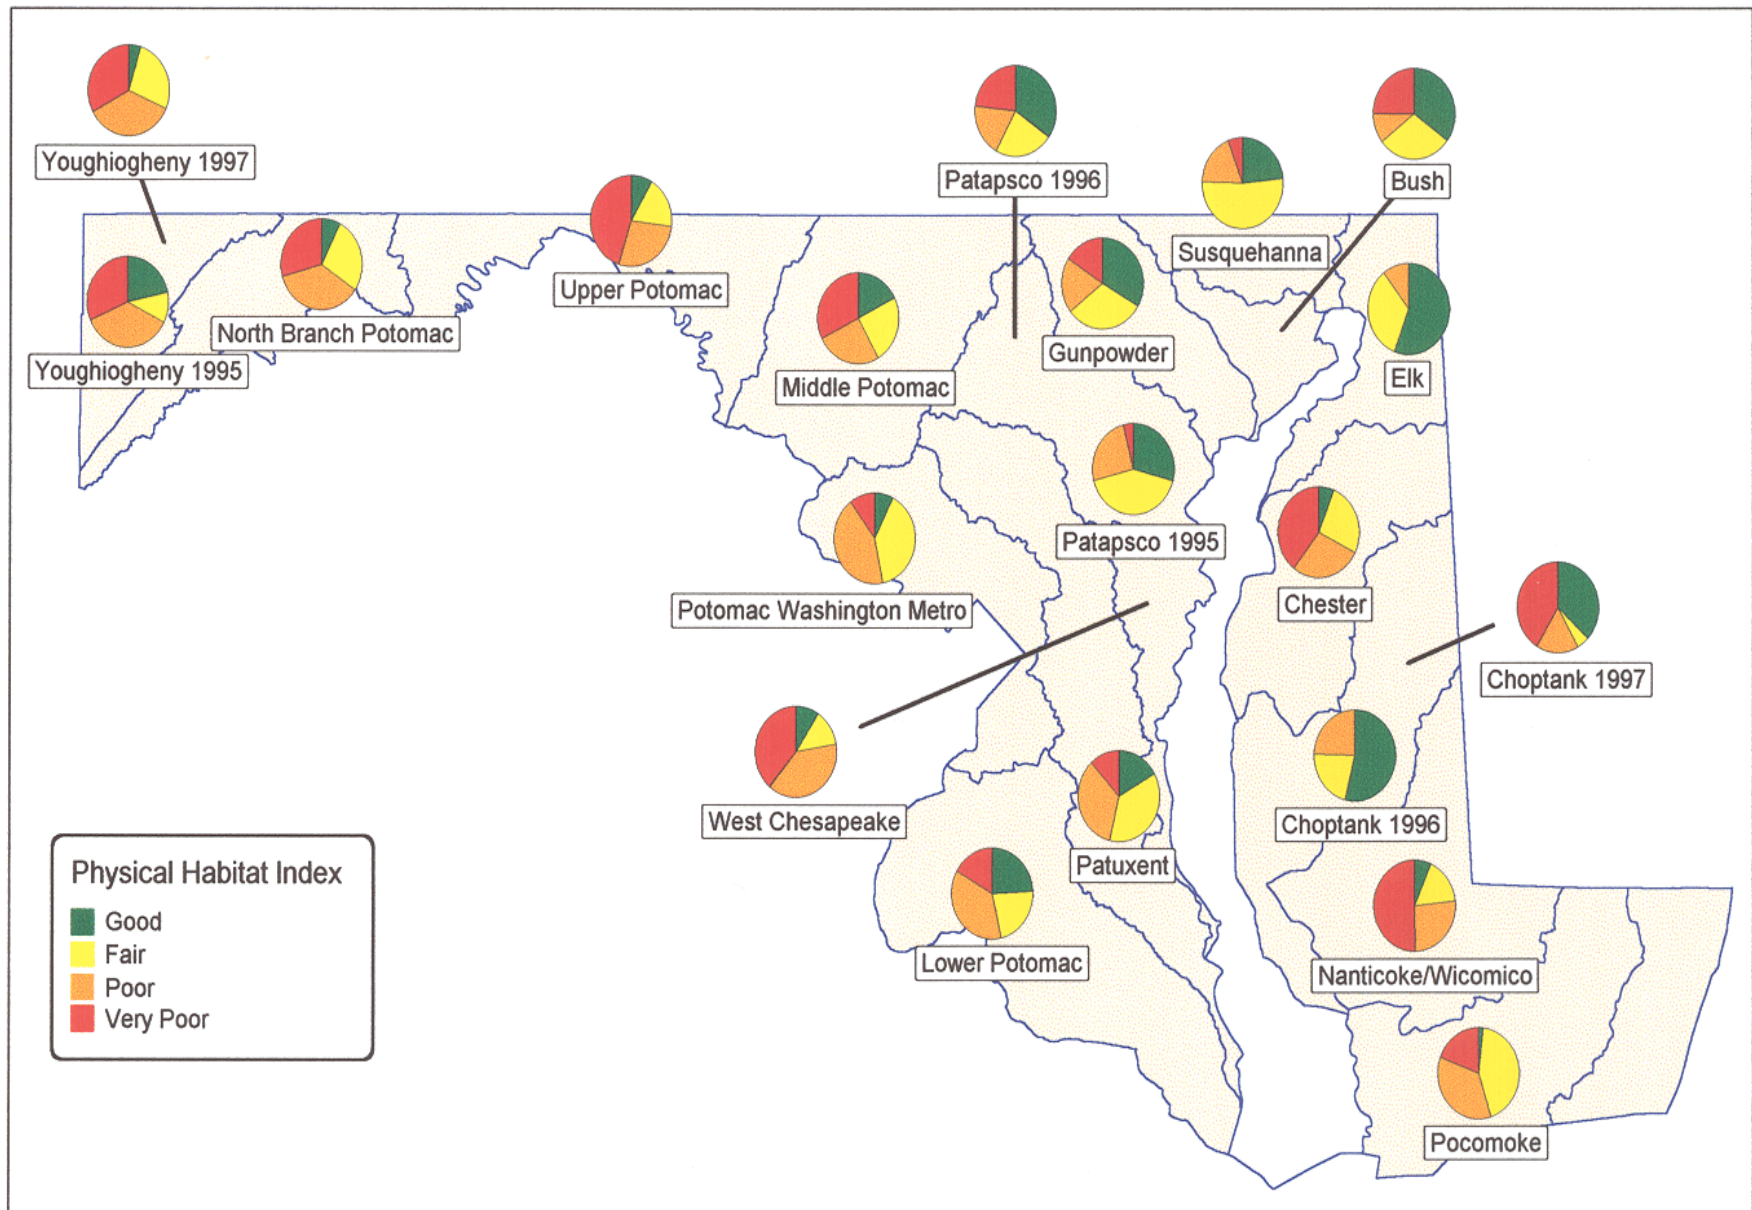 Youghiogheny 1997
Patapsco 1996
Bush
Susquehanna
Upper Potomac
North Branch Potomac
Gunpowder
Youghiogheny 1995
Middle Potomac
Elk
Patapsco 1995
Potomac Washington Metro
Chester
Choptank 1997
West Chesapeake
Choptank 1996
Patuxent
Lower Potomac
Nanticoke/Wicomico
Pocomoke
Physical Habitat Index
Good
Fair
Poor
Very Poor